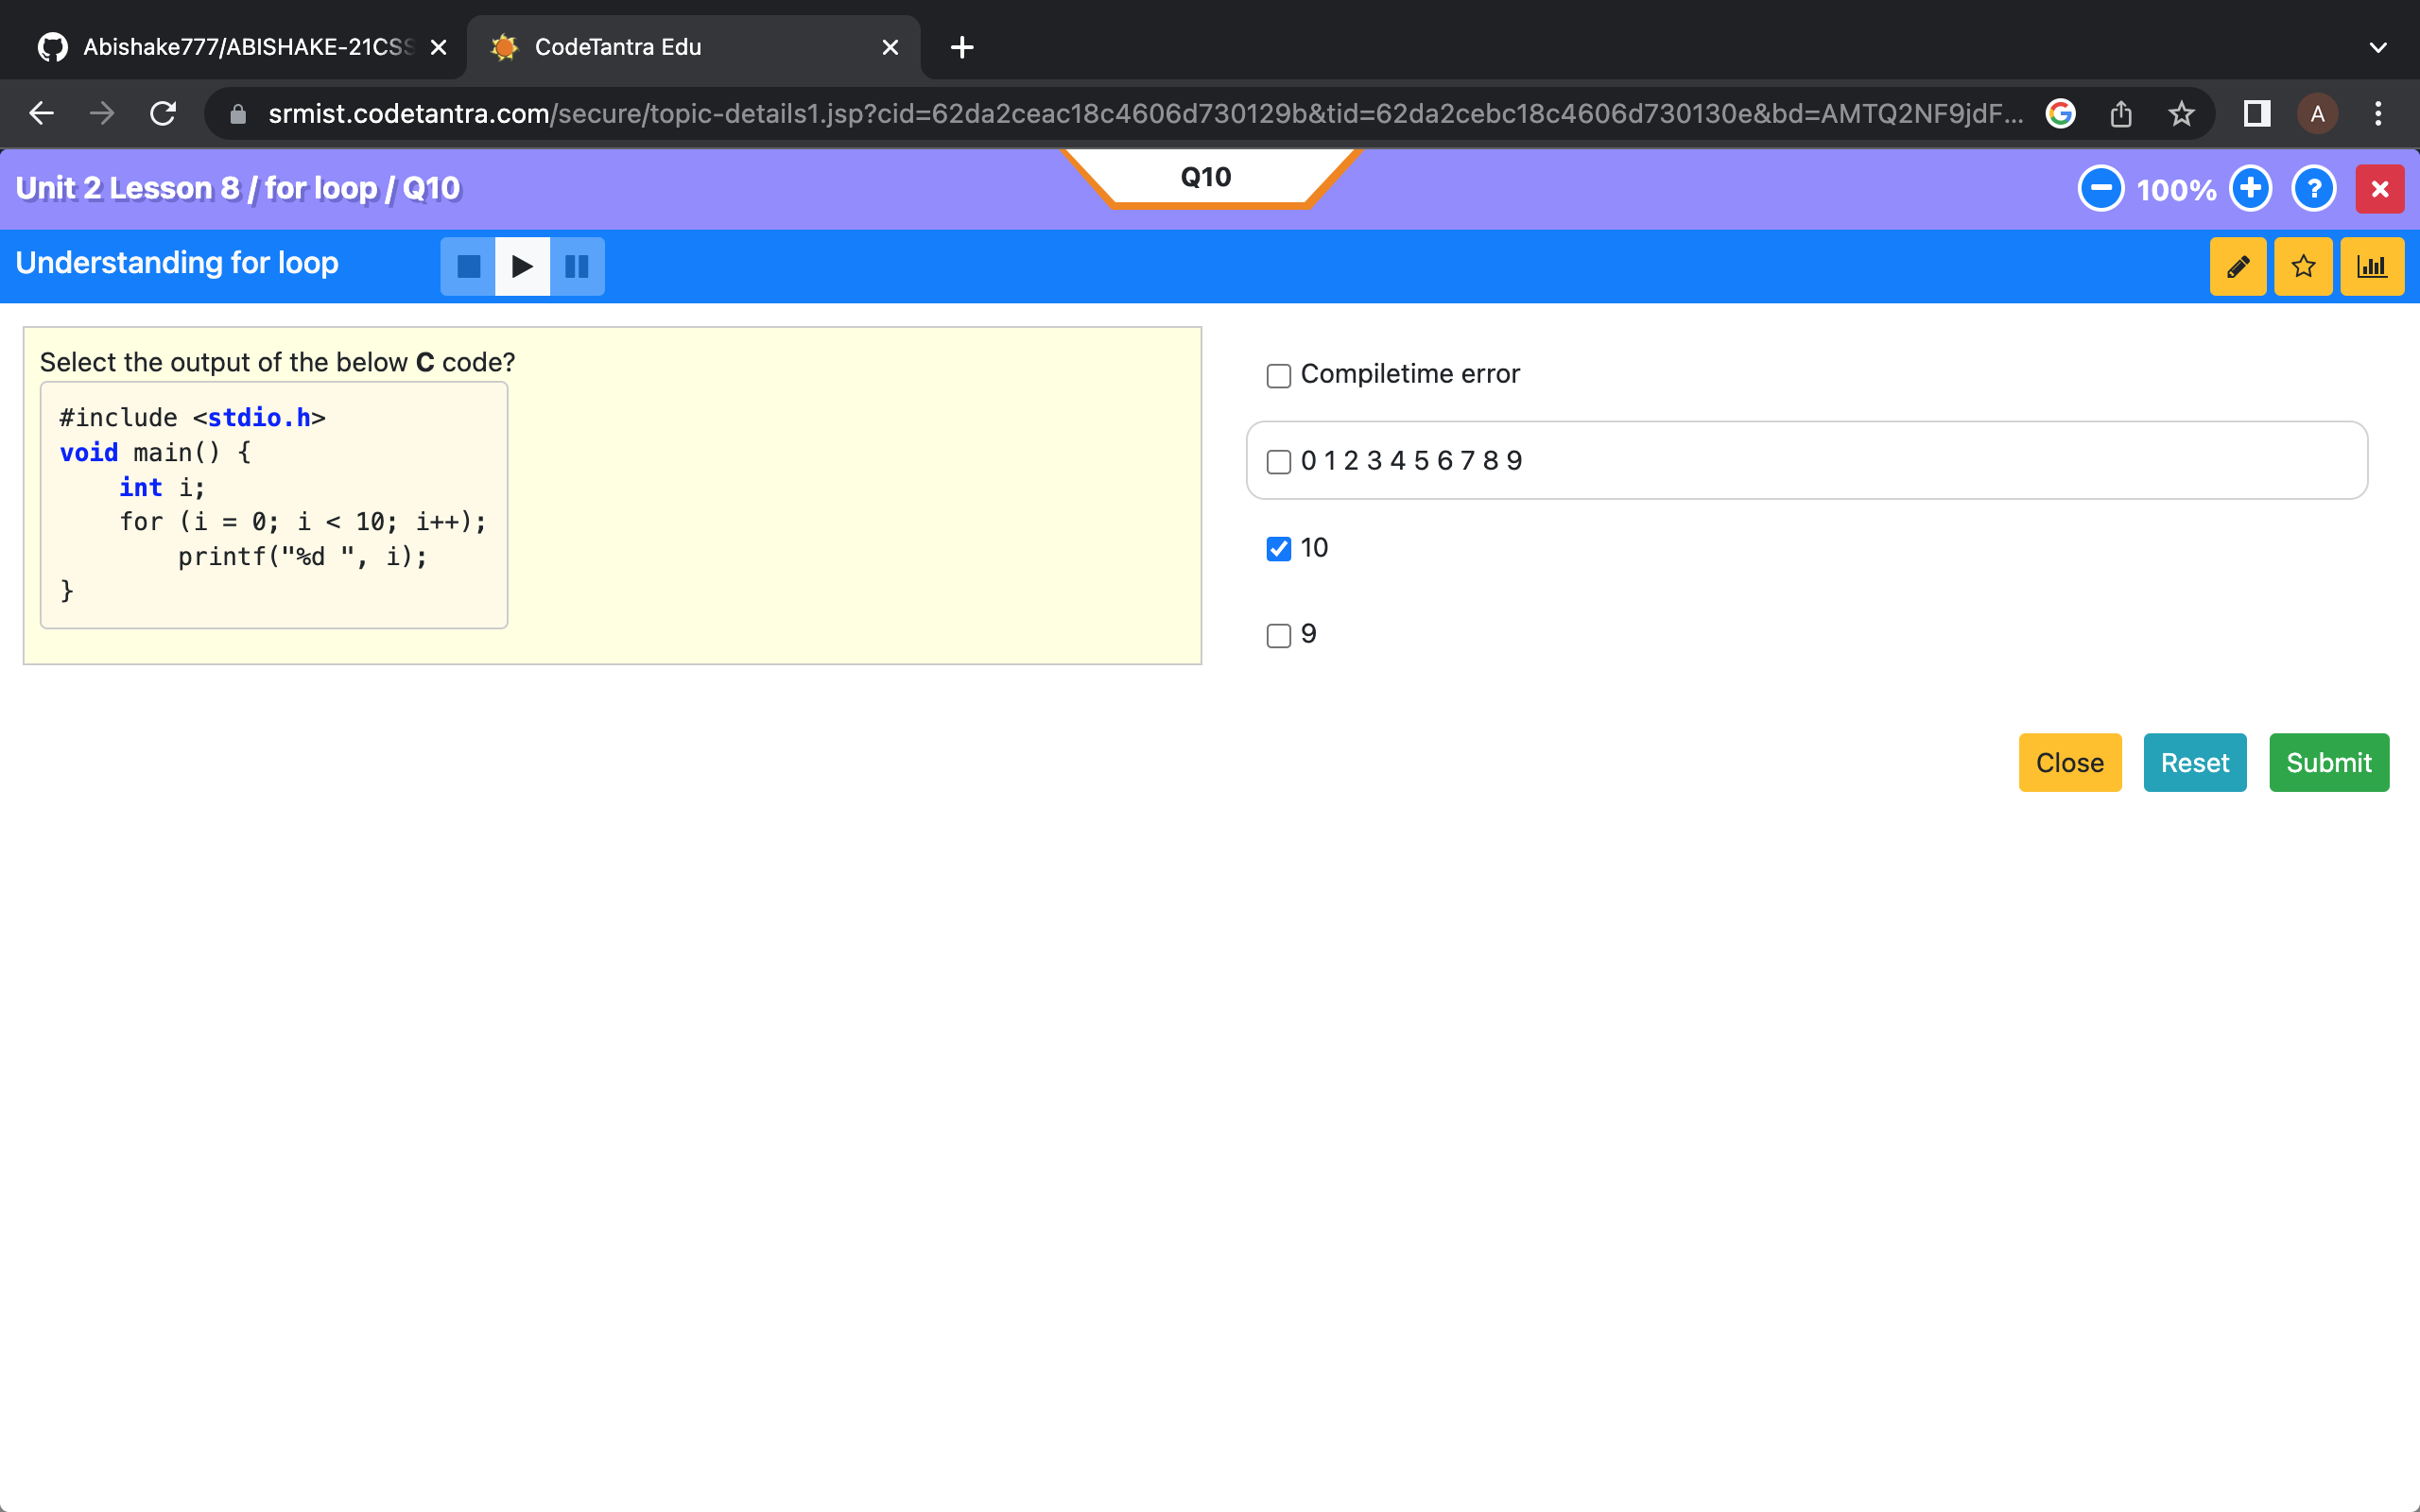 Abishake777/ABISHAKE-21CSS
CodeTantra Edu
srmist.codetantra.com/secure/topic-details1.jsp?cid=62da2ceac18c4606d730129b&tid=62da2cebc18c4606d730130e&bd=AMTQ2NF9jdF...
A
Unit 2 Lesson 8 / for loop / Q10
Q10
100%
?
Understanding for loop
Select the output of the below C code?
#include <stdio.h>
void main() {
    int i;
    for (i = 0; i < 10; i++);
        printf("%d ", i);
}
Compiletime error
0 1 2 3 4 5 6 7 8 9
10
9
Close
Reset
Submit